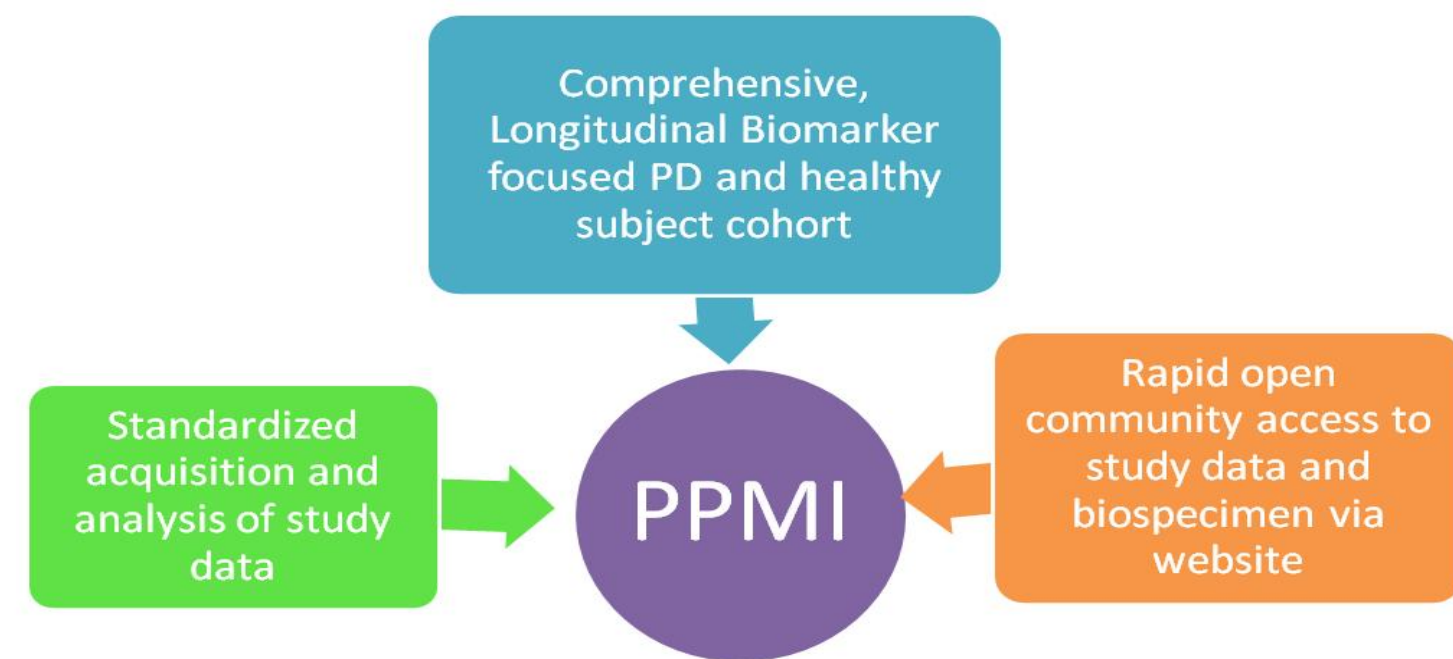 Comprehensive,
Longitudinal Biomarker
focused PD and healthy
subject cohort
Standardized
acquisition and
analysis of study
data
PPMI
Rapid open
community access to
study data and
biospecimen via
website